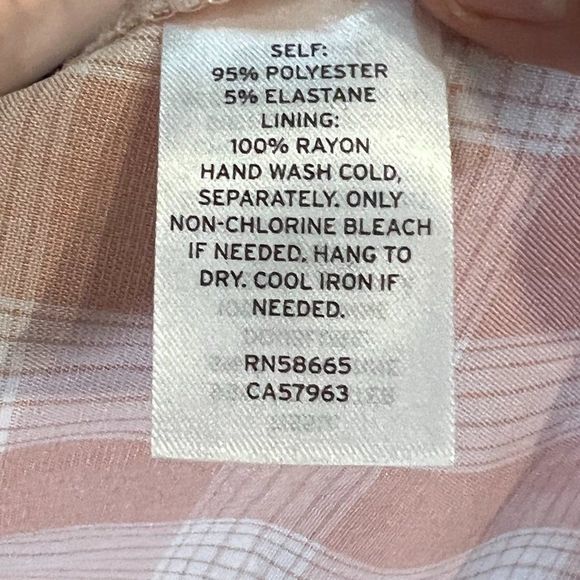 SELF:
95% POLYESTER
5% ELASTANE
LINING:
100% RAYON
HAND WASH COLD,
SEPARATELY. ONLY
NON-CHLORINE BLEACH
IF NEEDED. HANG TO
DRY. COOL IRON IF
NEEDED.
RN58665
CA57963